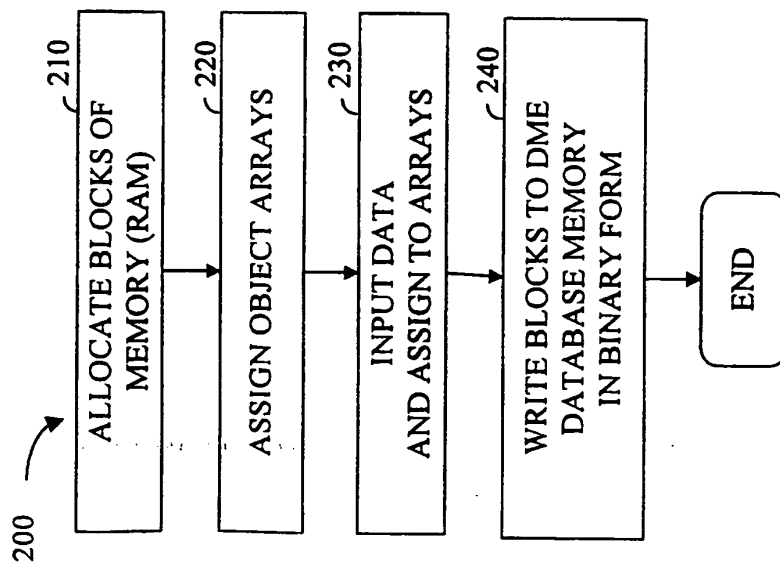 200
210
ALLOCATE BLOCKS OF
MEMORY (RAM)
220
ASSIGN OBJECT ARRAYS
230
INPUT DATA
AND ASSIGN TO ARRAYS
240
WRITE BLOCKS TO DME
DATABASE MEMORY
IN BINARY FORM
END